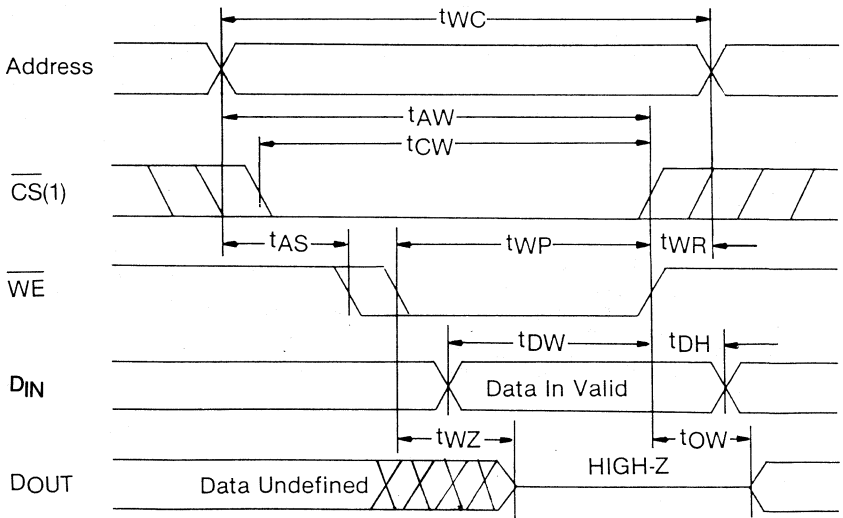 tWC
Address
tAW
tCW
CS(1)
tAS
tWP
tWR
WE
tDW
tDH
DIN
Data In Valid
tWZ
tOW
HIGH-Z
DOUT
Data Undefined